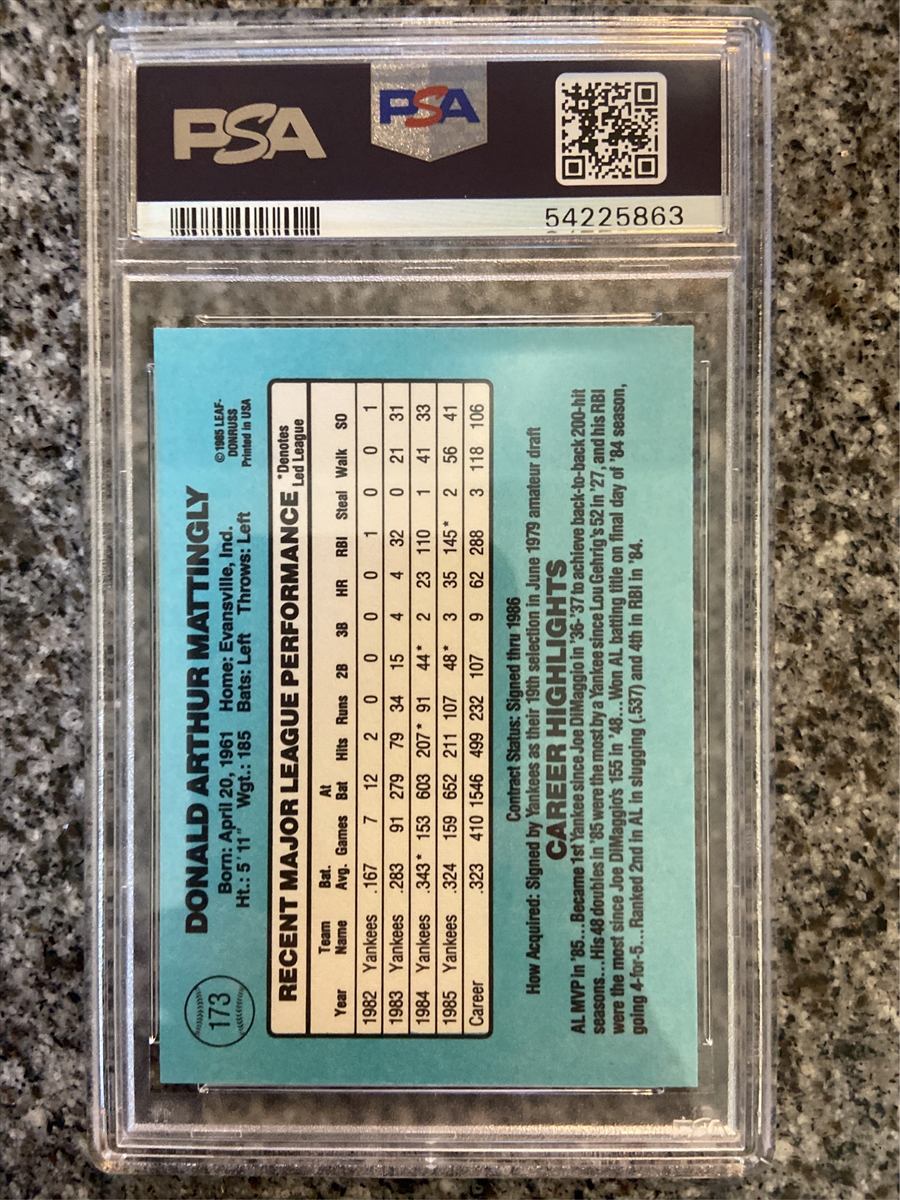 PSA
PSA
54225863
173
DONALD ARTHUR MATTINGLY
Born: April 20, 1961 Home: Evansville, Ind.
Ht.: 5'11" Wgt.: 185 Bats: Left Throws: Left
© 1985 LEAF-
DONRUSS
Printed in USA
RECENT MAJOR LEAGUE PERFORMANCE
*Denotes
Led League
Year Team Name Bat. Avg. Games At Bat Hits Runs 2B 3B HR RBI Steal Walk SO
1982 Yankees .167 7 12 2 0 0 0 0 1 0 0 1
1983 Yankees .283 91 279 79 34 15 4 4 32 0 21 31
1984 Yankees .343* 153 603 207* 91 44* 2 23 110 1 41 33
1985 Yankees .324 159 652 211 107 48* 3 35 145* 2 56 41
Career .323 410 1546 499 232 107 9 62 288 3 118 106
Contract Status: Signed thru 1986
How Acquired: Signed by Yankees as their 19th selection in June 1979 amateur draft
CAREER HIGHLIGHTS
AL MVP in '85...Became 1st Yankee since Joe DiMaggio in '36-'37 to achieve back-to-back 200-hit
seasons...His 48 doubles in '85 were the most by a Yankee since Lou Gehrig's 52 in '27, and his RBI
were the most since Joe DiMaggio's 155 in '48...Won AL batting title on final day of '84 season,
going 4-for-5...Ranked 2nd in AL in slugging (.537) and 4th in RBI in '84.